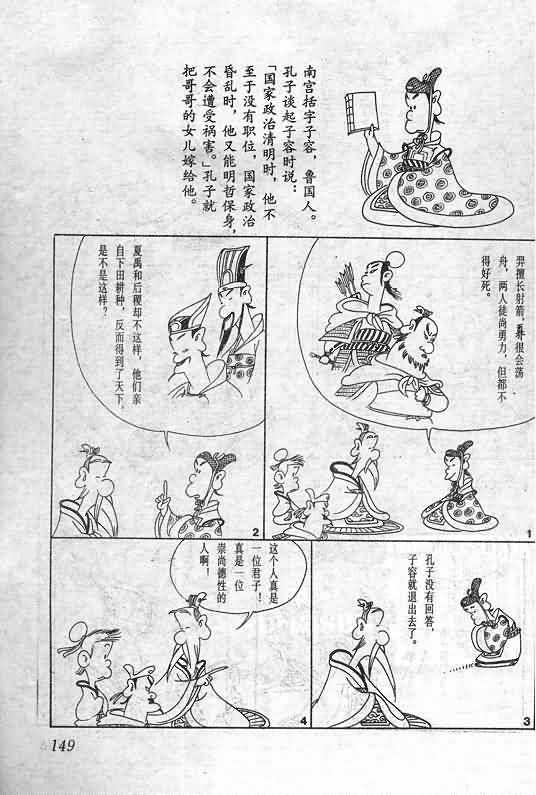 南宫括字子容，鲁国人。
孔子谈起子容时说：
「国家政治清明时，他不
至于没有职位，国家政治
昏乱时，他又能明哲保身，
不会遭受祸害。」孔子就
把哥哥的女儿嫁给他。
羿擅长射箭，奡很会荡
舟，两人徒尚勇力，但都不
得好死。
1
夏禹和后稷却不这样，他们亲
自下田耕种，反而得到了天下，
是不是这样？
2
孔子没有回答，
子容就退出去了。
3
这个人真是
一位君子！
真是一位
崇尚德性的
人啊！
4
149